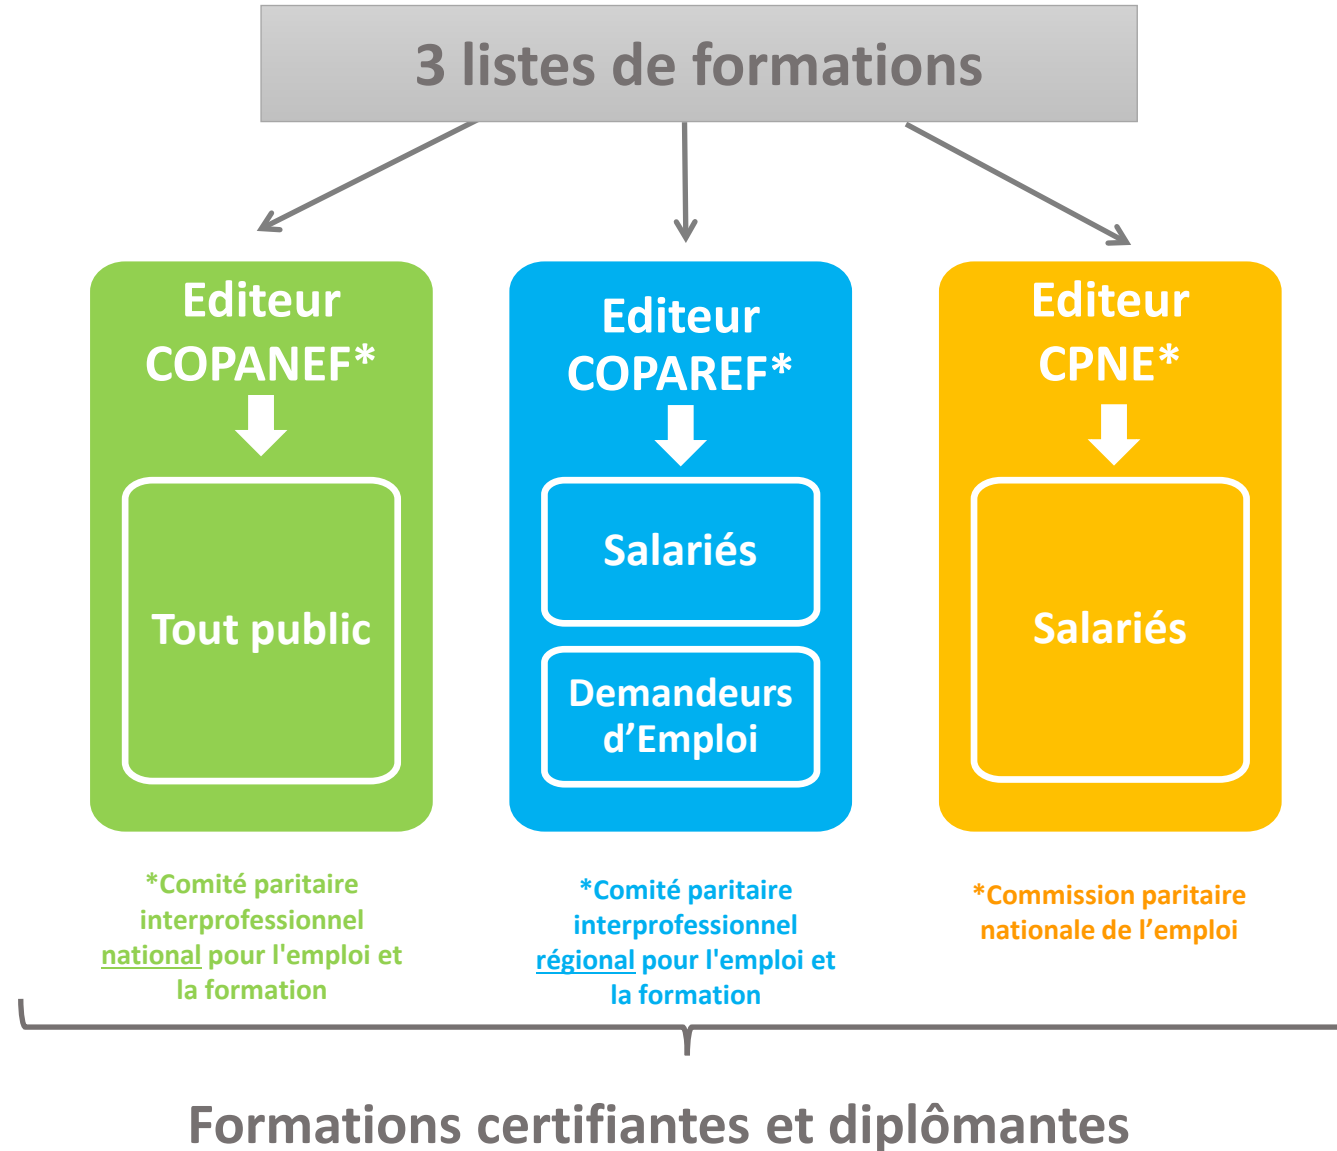 3 listes de formations
Editeur
COPANEF*
Tout public
*Comité paritaire
interprofessionnel
national pour l'emploi et
la formation
Editeur
COPAREF*
Salariés
Demandeurs
d’Emploi
*Comité paritaire
interprofessionnel
régional pour l'emploi et
la formation
Editeur
CPNE*
Salariés
*Commission paritaire
nationale de l’emploi
Formations certifiantes et diplômantes